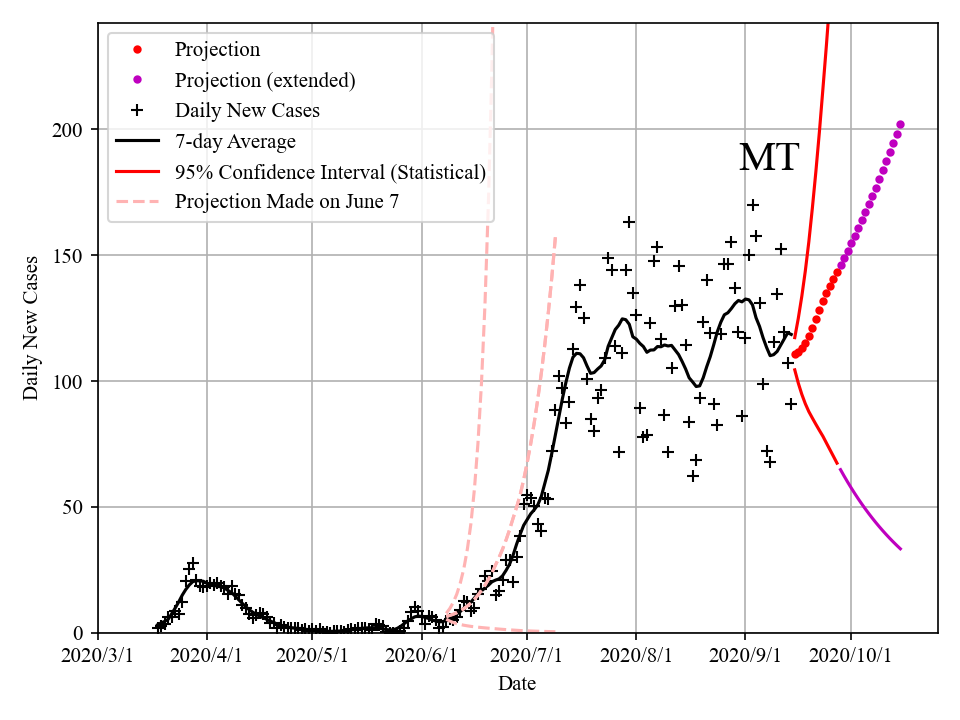 Projection
Projection (extended)
Daily New Cases
7-day Average
95% Confidence Interval (Statistical)
Projection Made on June 7
MT
200
150
100
50
0
Daily New Cases
2020/3/1 2020/4/1 2020/5/1 2020/6/1 2020/7/1 2020/8/1 2020/9/1 2020/10/1
Date